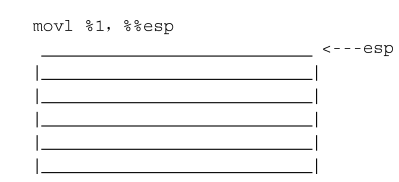 movl %1, %%esp
<---esp